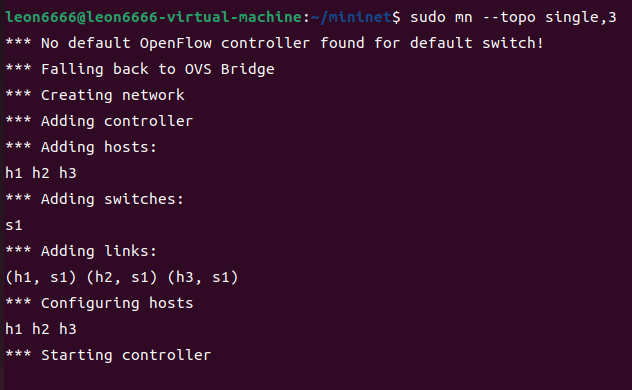 leon6666@leon6666-virtual-machine:~/mininet$ sudo mn --topo single,3
*** No default OpenFlow controller found for default switch!
*** Falling back to OVS Bridge
*** Creating network
*** Adding controller
*** Adding hosts:
h1 h2 h3
*** Adding switches:
s1
*** Adding links:
(h1, s1) (h2, s1) (h3, s1)
*** Configuring hosts
h1 h2 h3
*** Starting controller